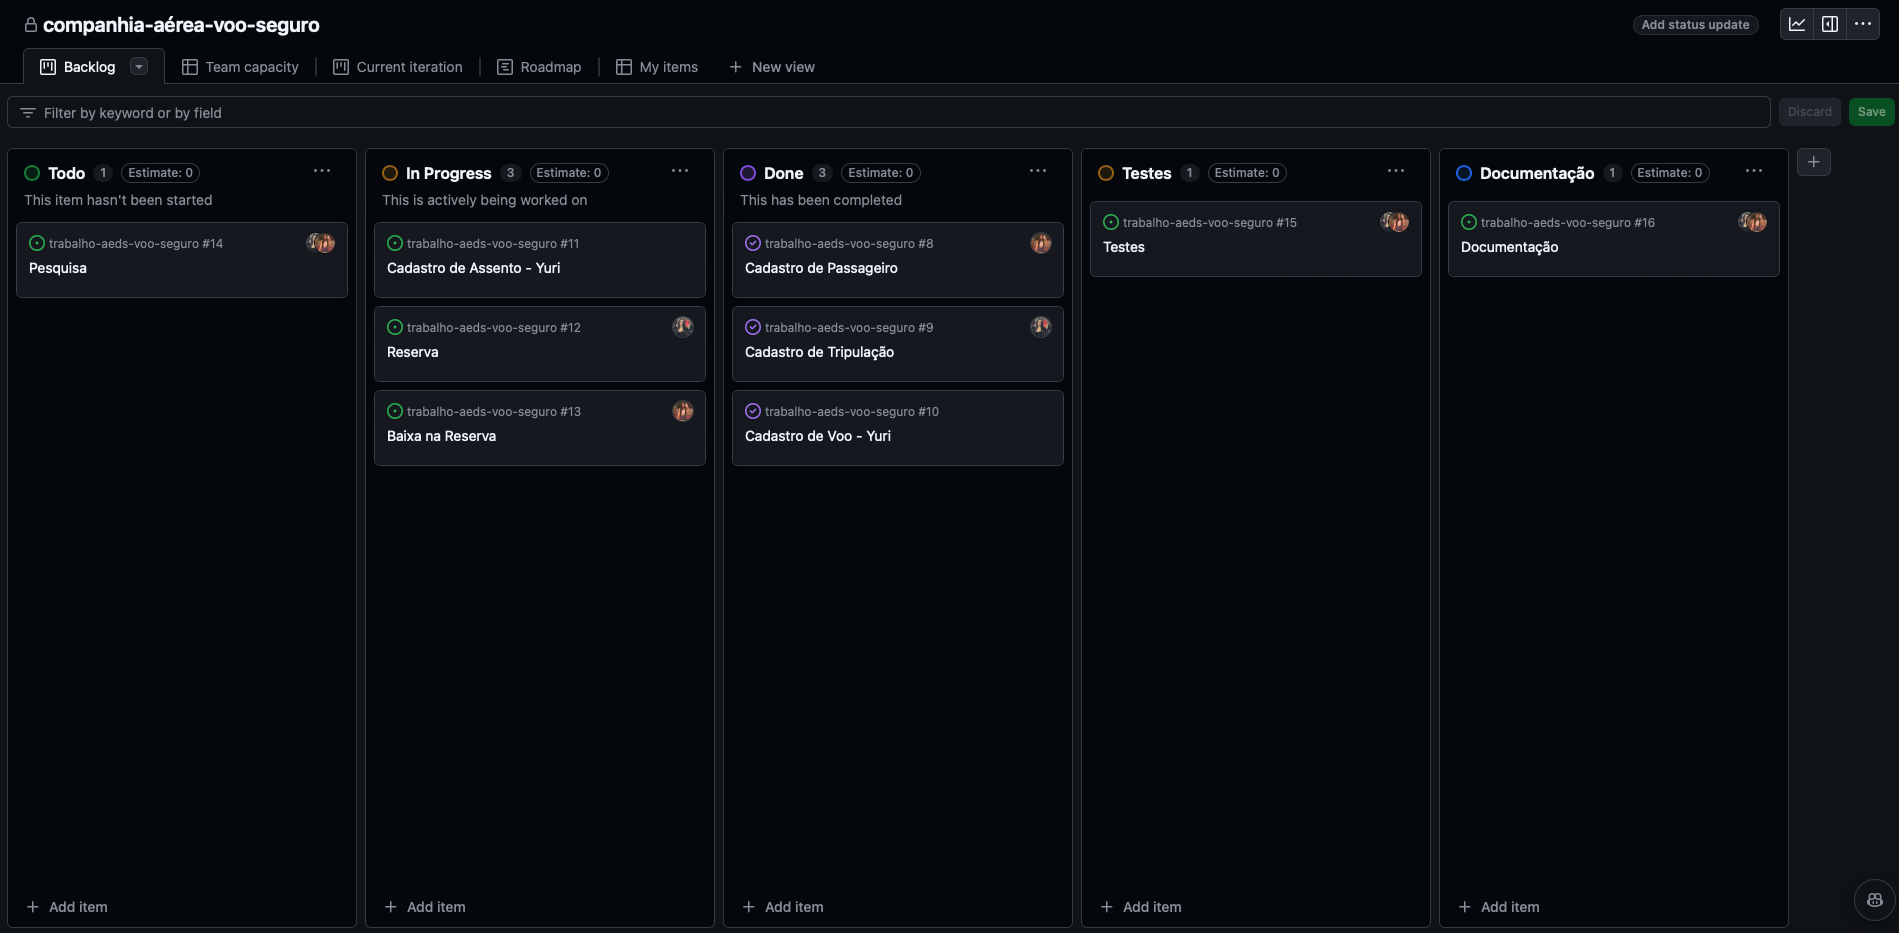 companhia-aérea-voo-seguro
Add status update
Backlog
Team capacity
Current iteration
Roadmap
My items
New view
Filter by keyword or by field
Discard
Save
Todo 1 Estimate: 0
This item hasn't been started
trabalho-aeds-voo-seguro #14
Pesquisa
Add item
In Progress 3 Estimate: 0
This is actively being worked on
trabalho-aeds-voo-seguro #11
Cadastro de Assento - Yuri
trabalho-aeds-voo-seguro #12
Reserva
trabalho-aeds-voo-seguro #13
Baixa na Reserva
Add item
Done 3 Estimate: 0
This has been completed
trabalho-aeds-voo-seguro #8
Cadastro de Passageiro
trabalho-aeds-voo-seguro #9
Cadastro de Tripulação
trabalho-aeds-voo-seguro #10
Cadastro de Voo - Yuri
Add item
Testes 1 Estimate: 0
trabalho-aeds-voo-seguro #15
Testes
Add item
Documentação 1 Estimate: 0
trabalho-aeds-voo-seguro #16
Documentação
Add item